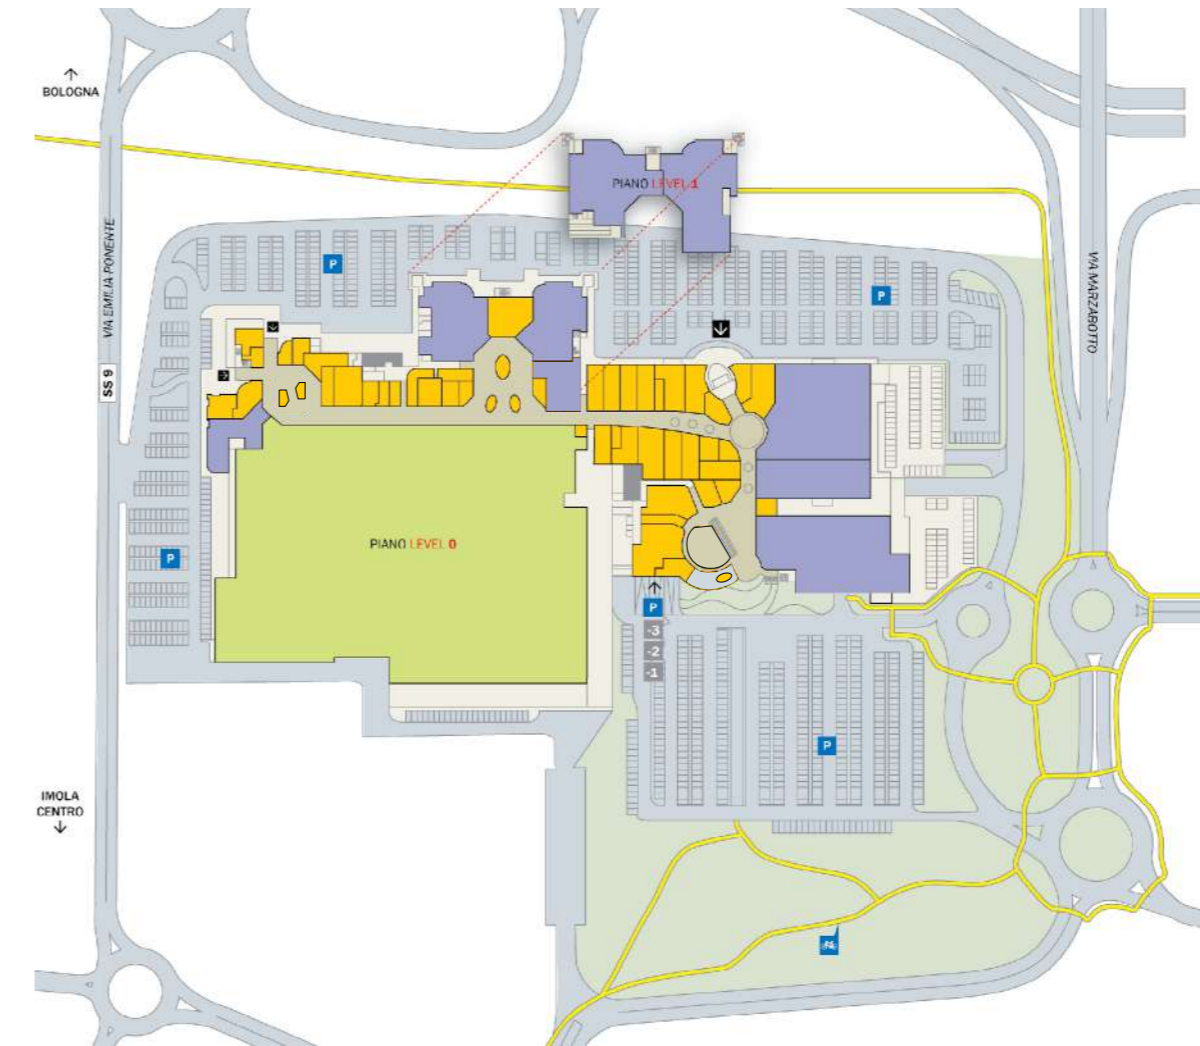 BOLOGNA
VIA EMILIA PONENTE
SS 9
PIANO LEVEL 1
P
P
VIA MARZABOTTO
PIANO LEVEL 0
P
P
-3
-2
-1
P
IMOLA
CENTRO